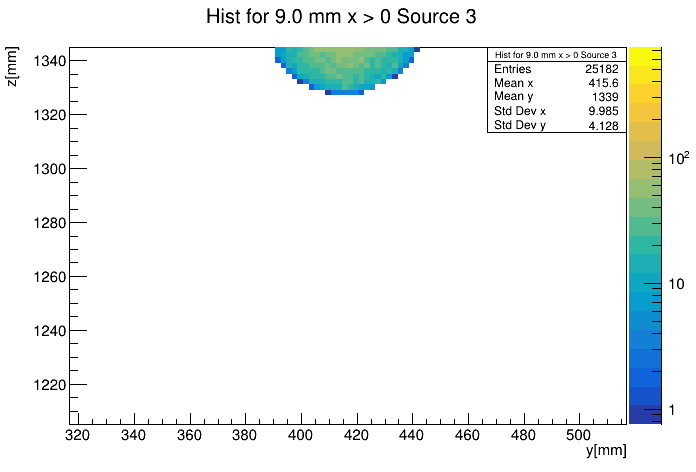 Hist for 9.0 mm x > 0 Source 3
z[mm]
1340
1320
1300
1280
1260
1240
1220
320 340 360 380 400 420 440 460 480 500
y[mm]
Hist for 9.0 mm x > 0 Source 3
Entries 25182
Mean x 415.6
Mean y 1339
Std Dev x 9.985
Std Dev y 4.128
10²
10
1